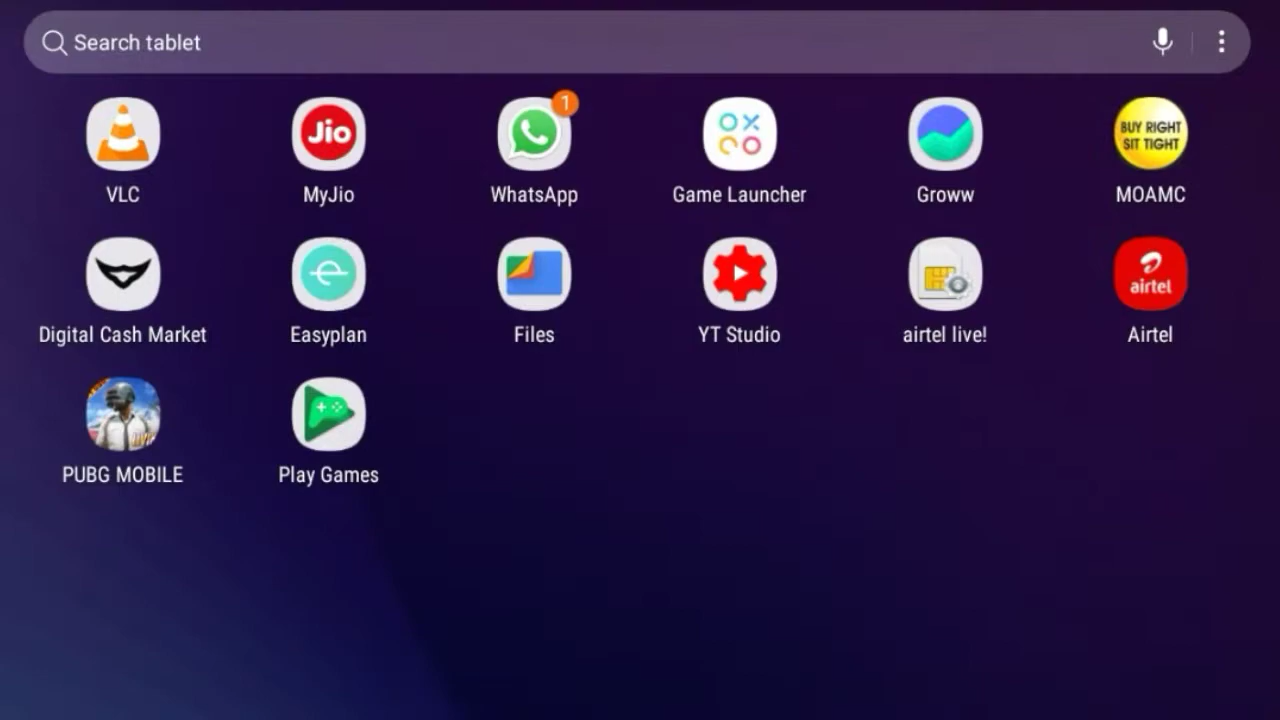 Search tablet
1
Jio
BUY RIGHT
SIT TIGHT
VLC
MyJio
WhatsApp
Game Launcher
Groww
MOAMC
airtel
Digital Cash Market
Easyplan
Files
YT Studio
airtel live!
Airtel
PUBG MOBILE
Play Games